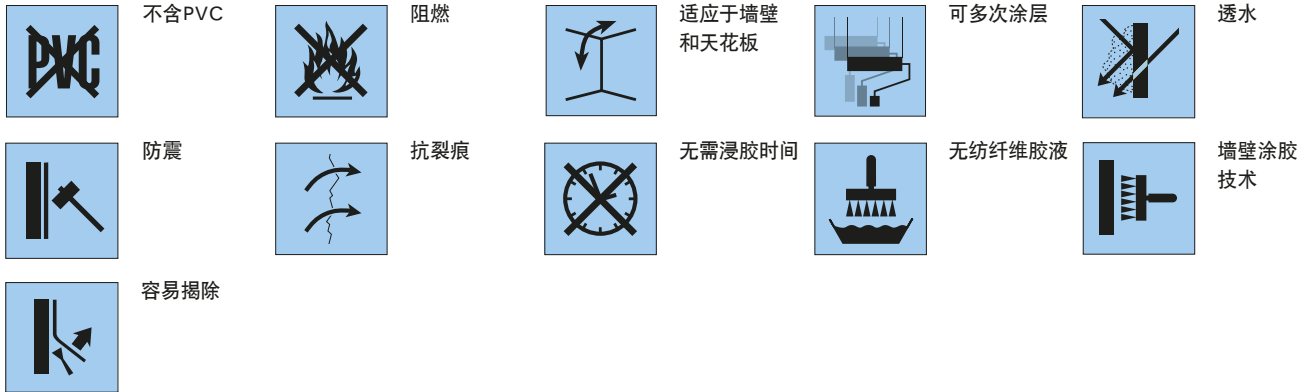 不含PVC
阻燃
适应于墙壁
和天花板
可多次涂层
透水
PVC
防震
抗裂痕
无需浸胶时间
无纺纤维胶液
墙壁涂胶
技术
容易揭除